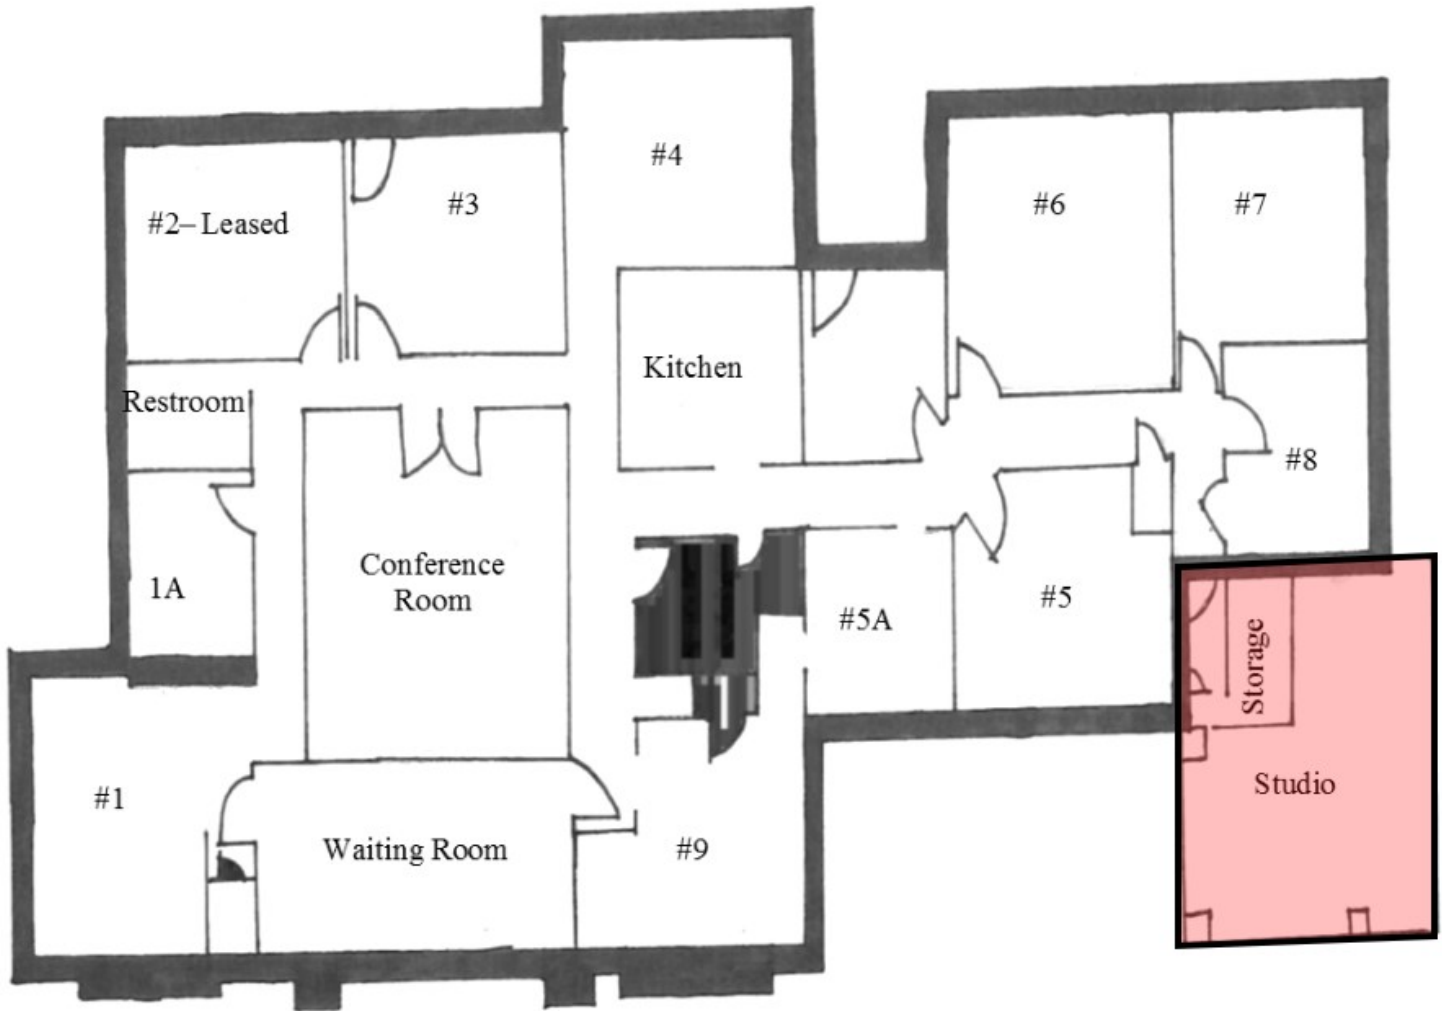 #4
#3
#6
#7
#2– Leased
Kitchen
Restroom
#8
Conference
Room
1A
#5
#5A
Storage
#1
Studio
Waiting Room
#9